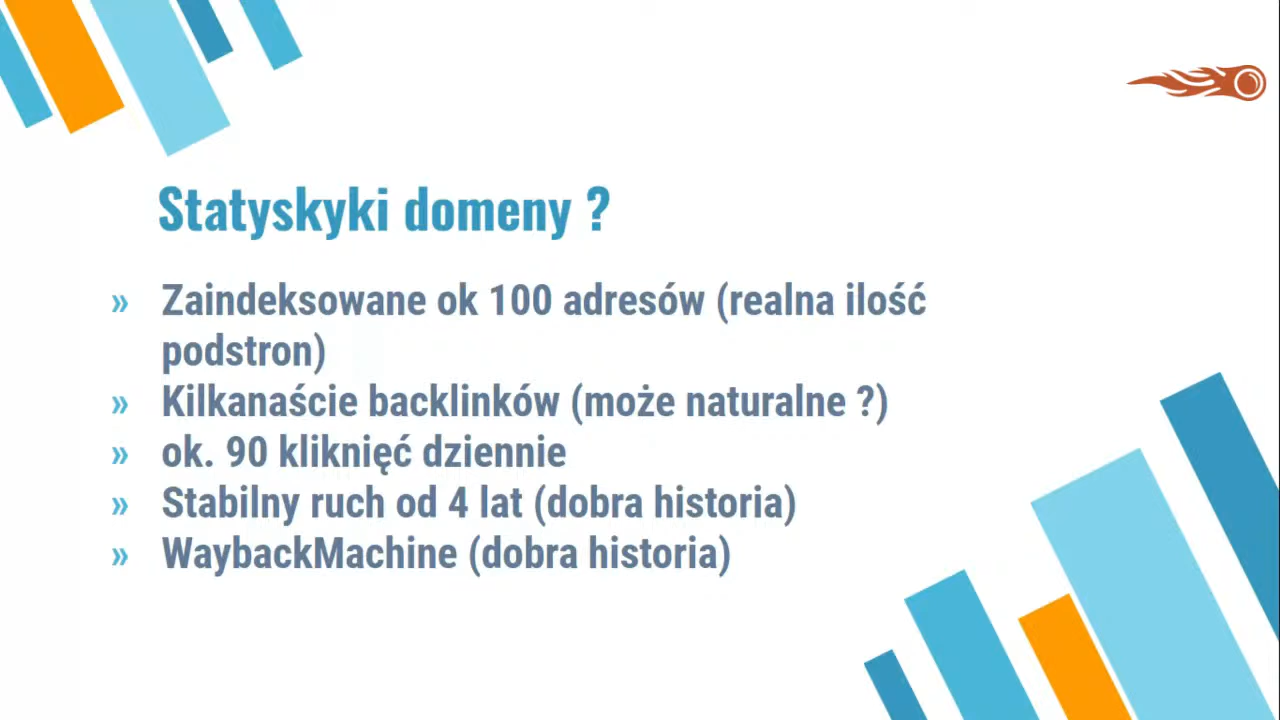 Statyskyki domeny ?
» Zaindeksowane ok 100 adresów (realna ilość
podstron)
» Kilkanaście backlinków (może naturalne ?)
» ok. 90 kliknięć dziennie
» Stabilny ruch od 4 lat (dobra historia)
» WaybackMachine (dobra historia)